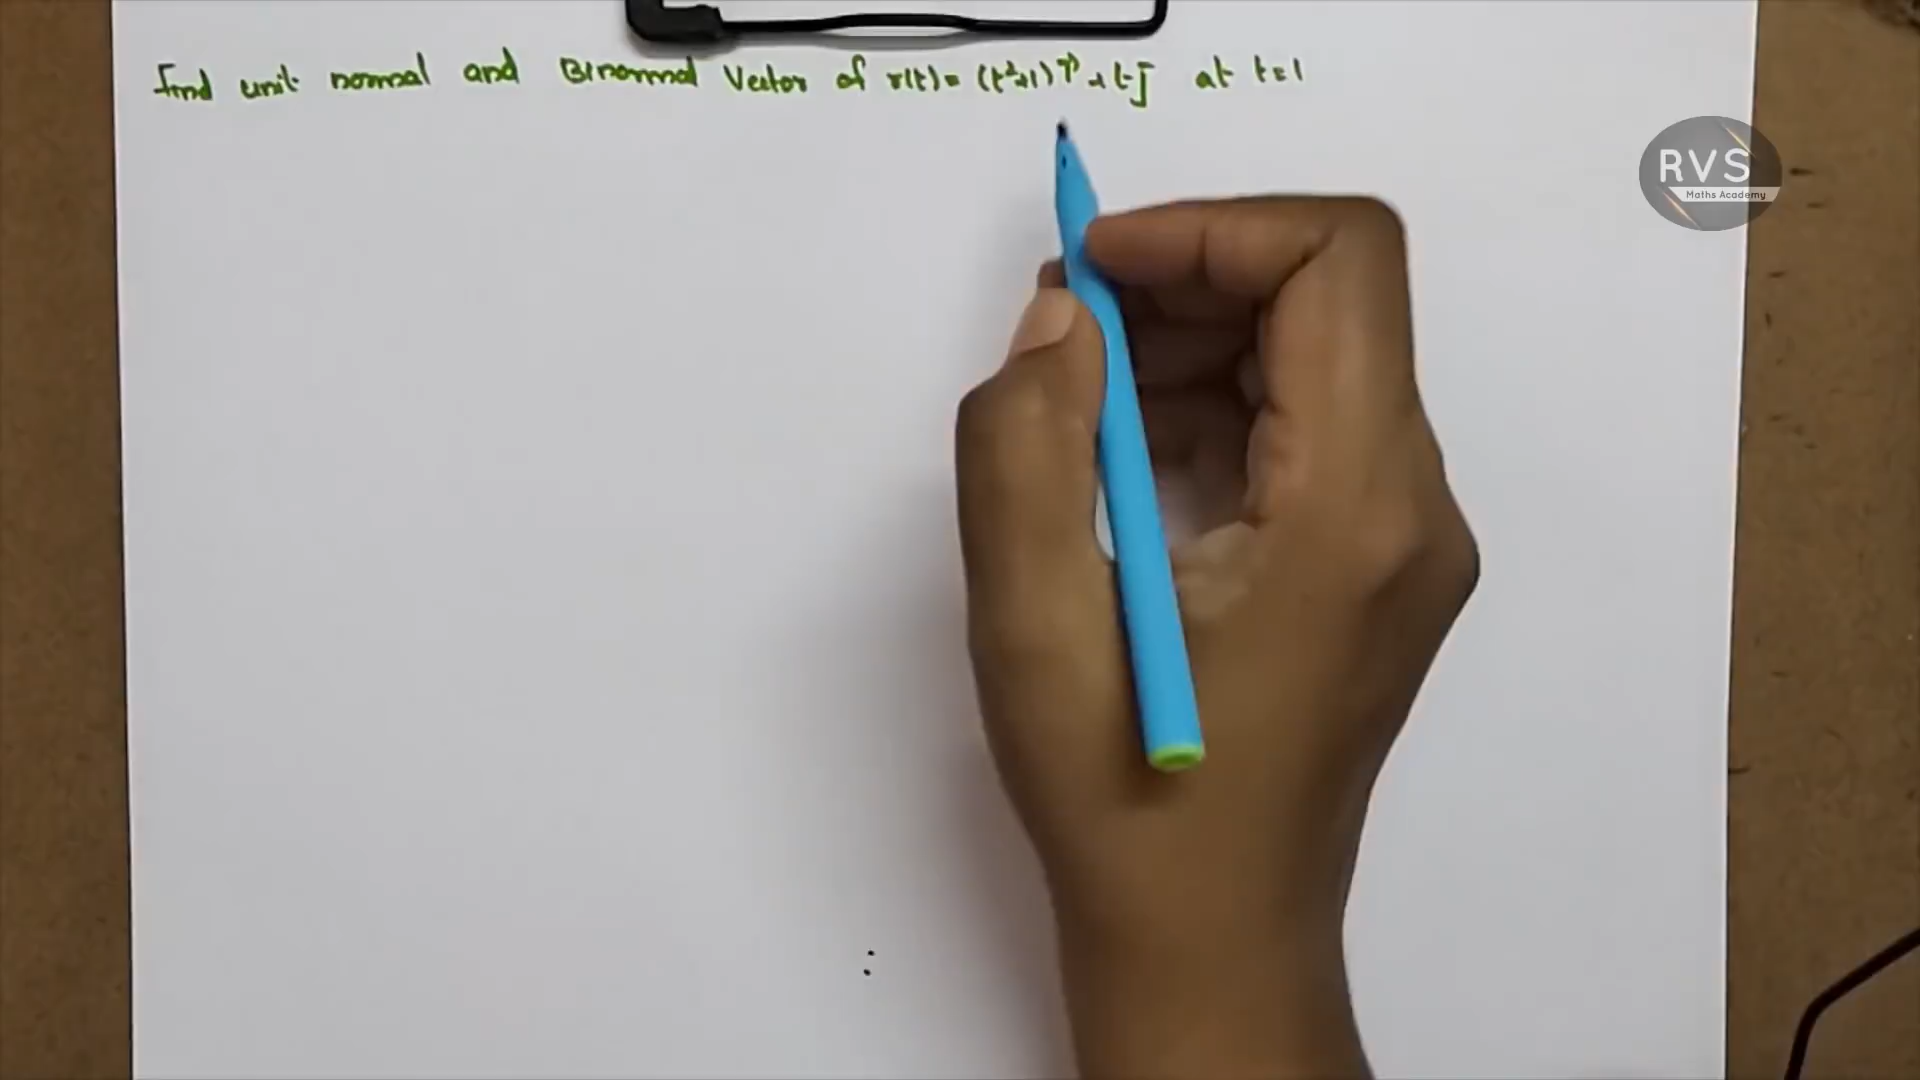 Find unit normal and Binormal Vector of r(t) = (t²+1) i + t j at t=1
RVS
Maths Academy